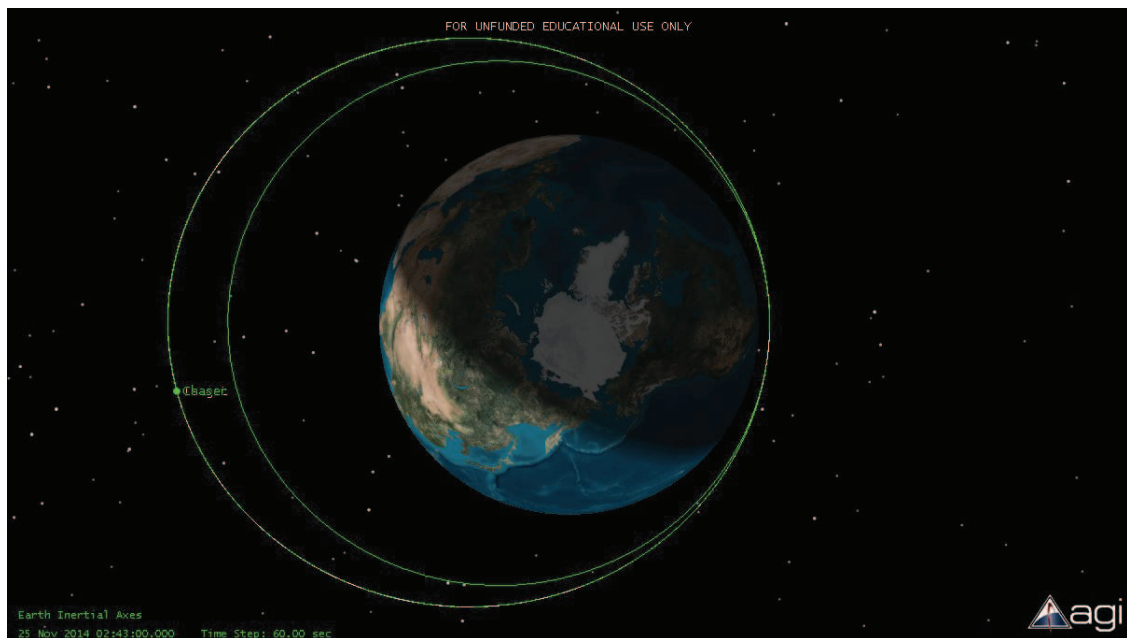 FOR UNFUNDED EDUCATIONAL USE ONLY
Chaser
Earth Inertial Axes
25 Nov 2014 02:43:00.000 Time Step: 60.00 sec
agi